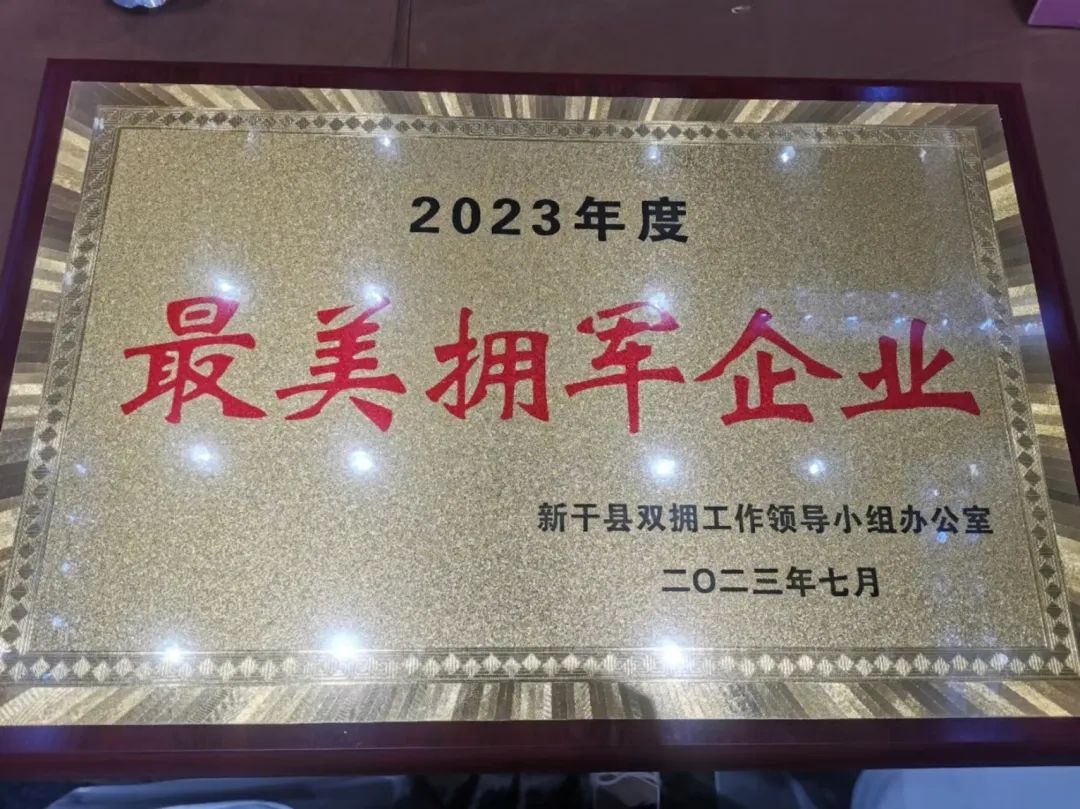 2023年度
最美拥军企业
新干县双拥工作领导小组办公室
二〇二三年七月